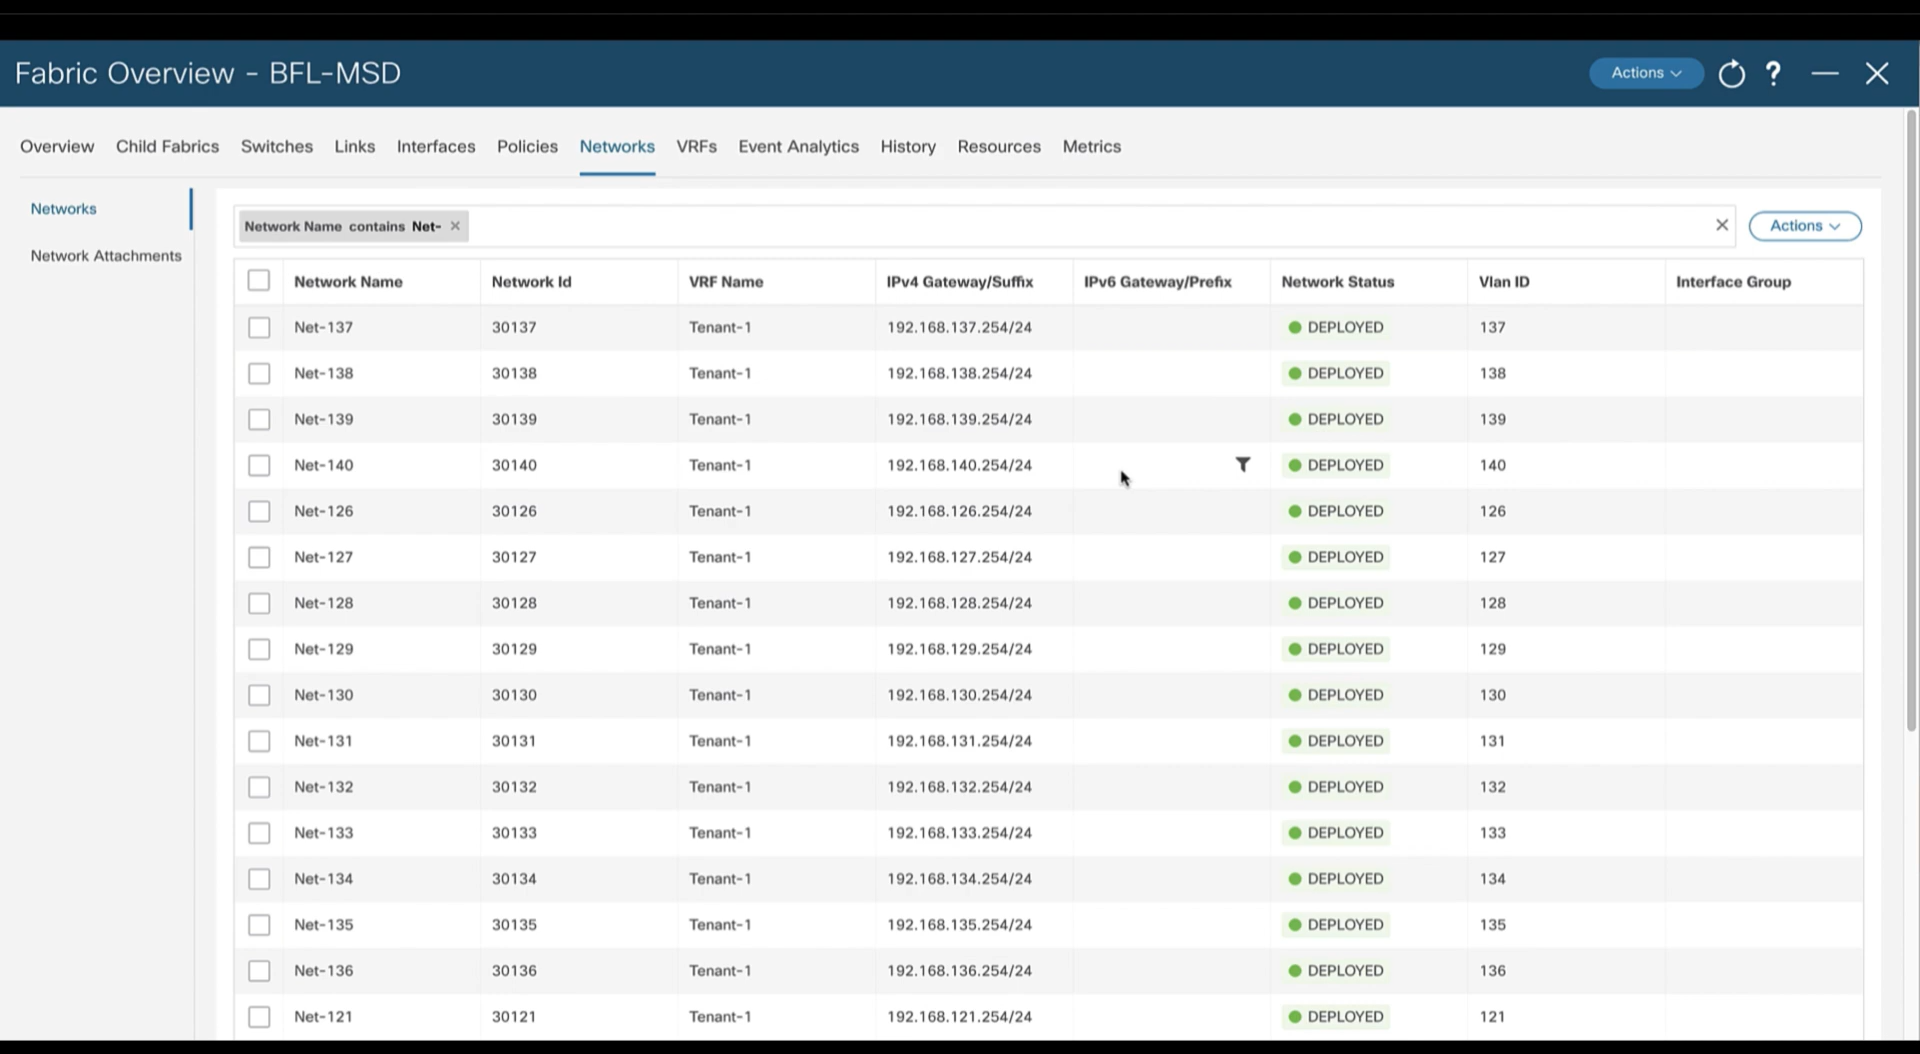 Fabric Overview - BFL-MSD
Actions
Overview Child Fabrics Switches Links Interfaces Policies Networks VRFs Event Analytics History Resources Metrics
Networks
Network Attachments
Network Name contains Net-
Actions
Network Name Network Id VRF Name IPv4 Gateway/Suffix IPv6 Gateway/Prefix Network Status Vlan ID Interface Group
Net-137 30137 Tenant-1 192.168.137.254/24 DEPLOYED 137
Net-138 30138 Tenant-1 192.168.138.254/24 DEPLOYED 138
Net-139 30139 Tenant-1 192.168.139.254/24 DEPLOYED 139
Net-140 30140 Tenant-1 192.168.140.254/24 DEPLOYED 140
Net-126 30126 Tenant-1 192.168.126.254/24 DEPLOYED 126
Net-127 30127 Tenant-1 192.168.127.254/24 DEPLOYED 127
Net-128 30128 Tenant-1 192.168.128.254/24 DEPLOYED 128
Net-129 30129 Tenant-1 192.168.129.254/24 DEPLOYED 129
Net-130 30130 Tenant-1 192.168.130.254/24 DEPLOYED 130
Net-131 30131 Tenant-1 192.168.131.254/24 DEPLOYED 131
Net-132 30132 Tenant-1 192.168.132.254/24 DEPLOYED 132
Net-133 30133 Tenant-1 192.168.133.254/24 DEPLOYED 133
Net-134 30134 Tenant-1 192.168.134.254/24 DEPLOYED 134
Net-135 30135 Tenant-1 192.168.135.254/24 DEPLOYED 135
Net-136 30136 Tenant-1 192.168.136.254/24 DEPLOYED 136
Net-121 30121 Tenant-1 192.168.121.254/24 DEPLOYED 121